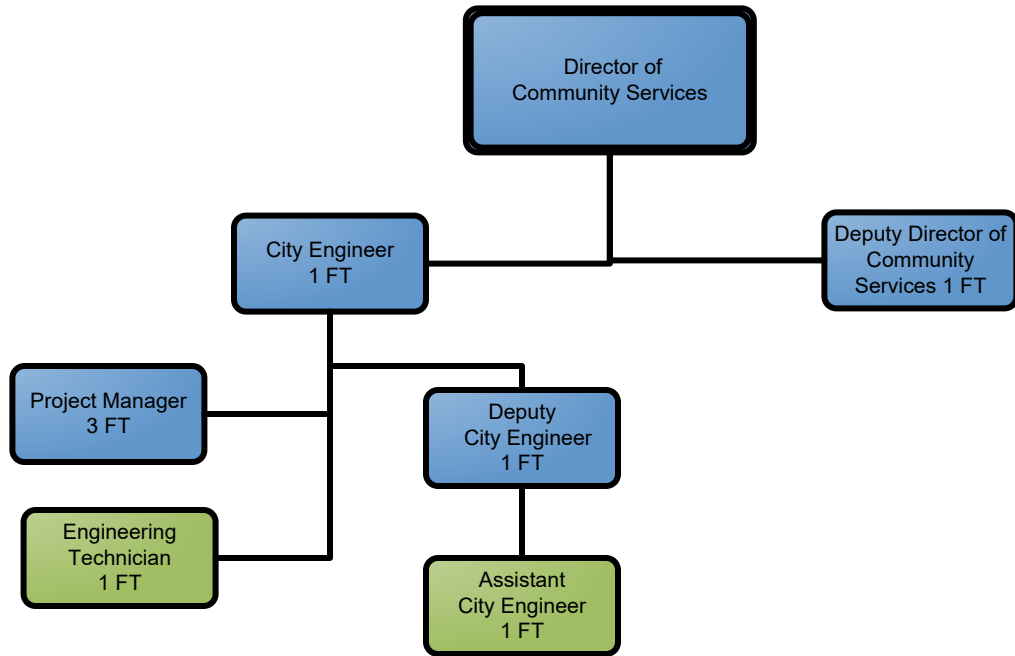 Director of
Community Services
City Engineer
1 FT
Deputy Director of
Community
Services 1 FT
Project Manager
3 FT
Deputy
City Engineer
1 FT
Engineering
Technician
1 FT
Assistant
City Engineer
1 FT